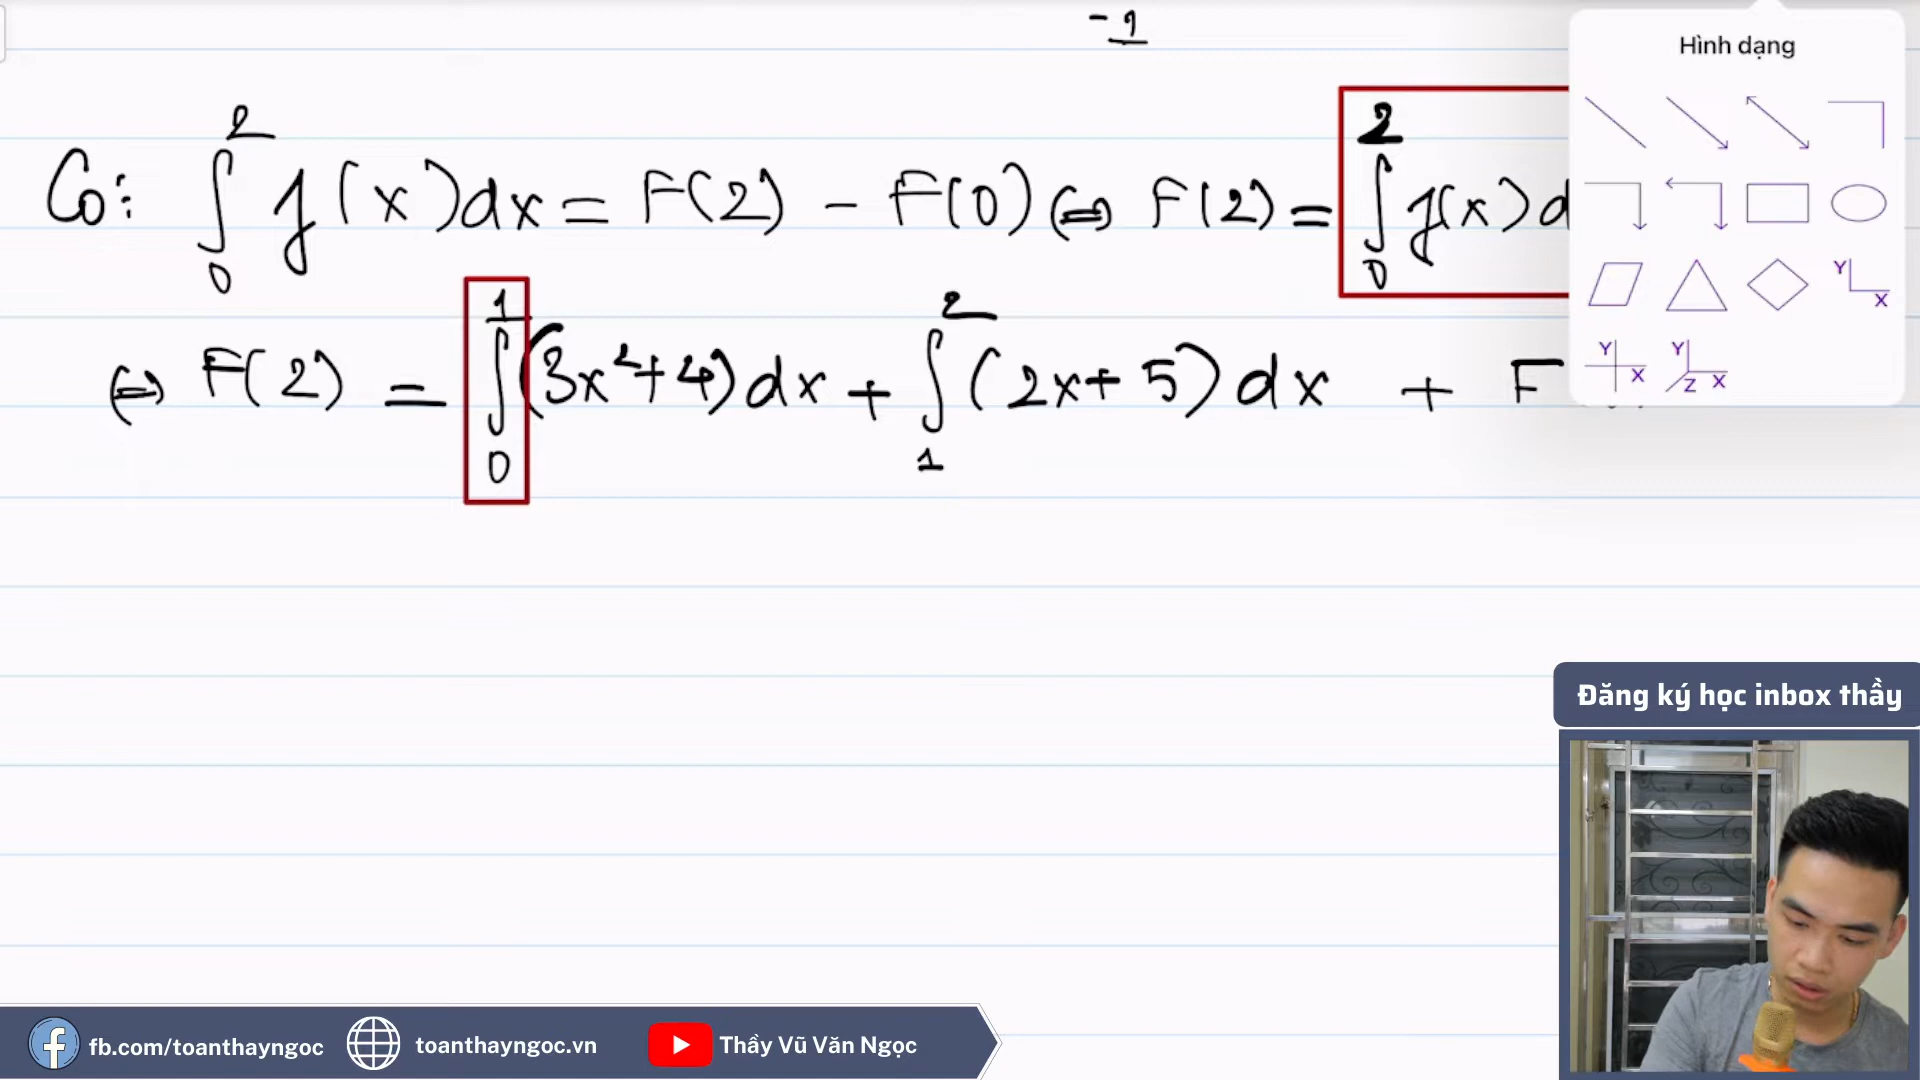 -1
Hình dạng
Có: ∫₀² f(x)dx = F(2) - F(0) ⇔ F(2) = ∫₀² f(x)d
⇔ F(2) = ∫₀¹ (3x²+4)dx + ∫₁² (2x+5)dx + F
Y X
Y X
Y Z X
Đăng ký học inbox thầy
fb.com/toanthayngoc
toanthayngoc.vn
Thầy Vũ Văn Ngọc